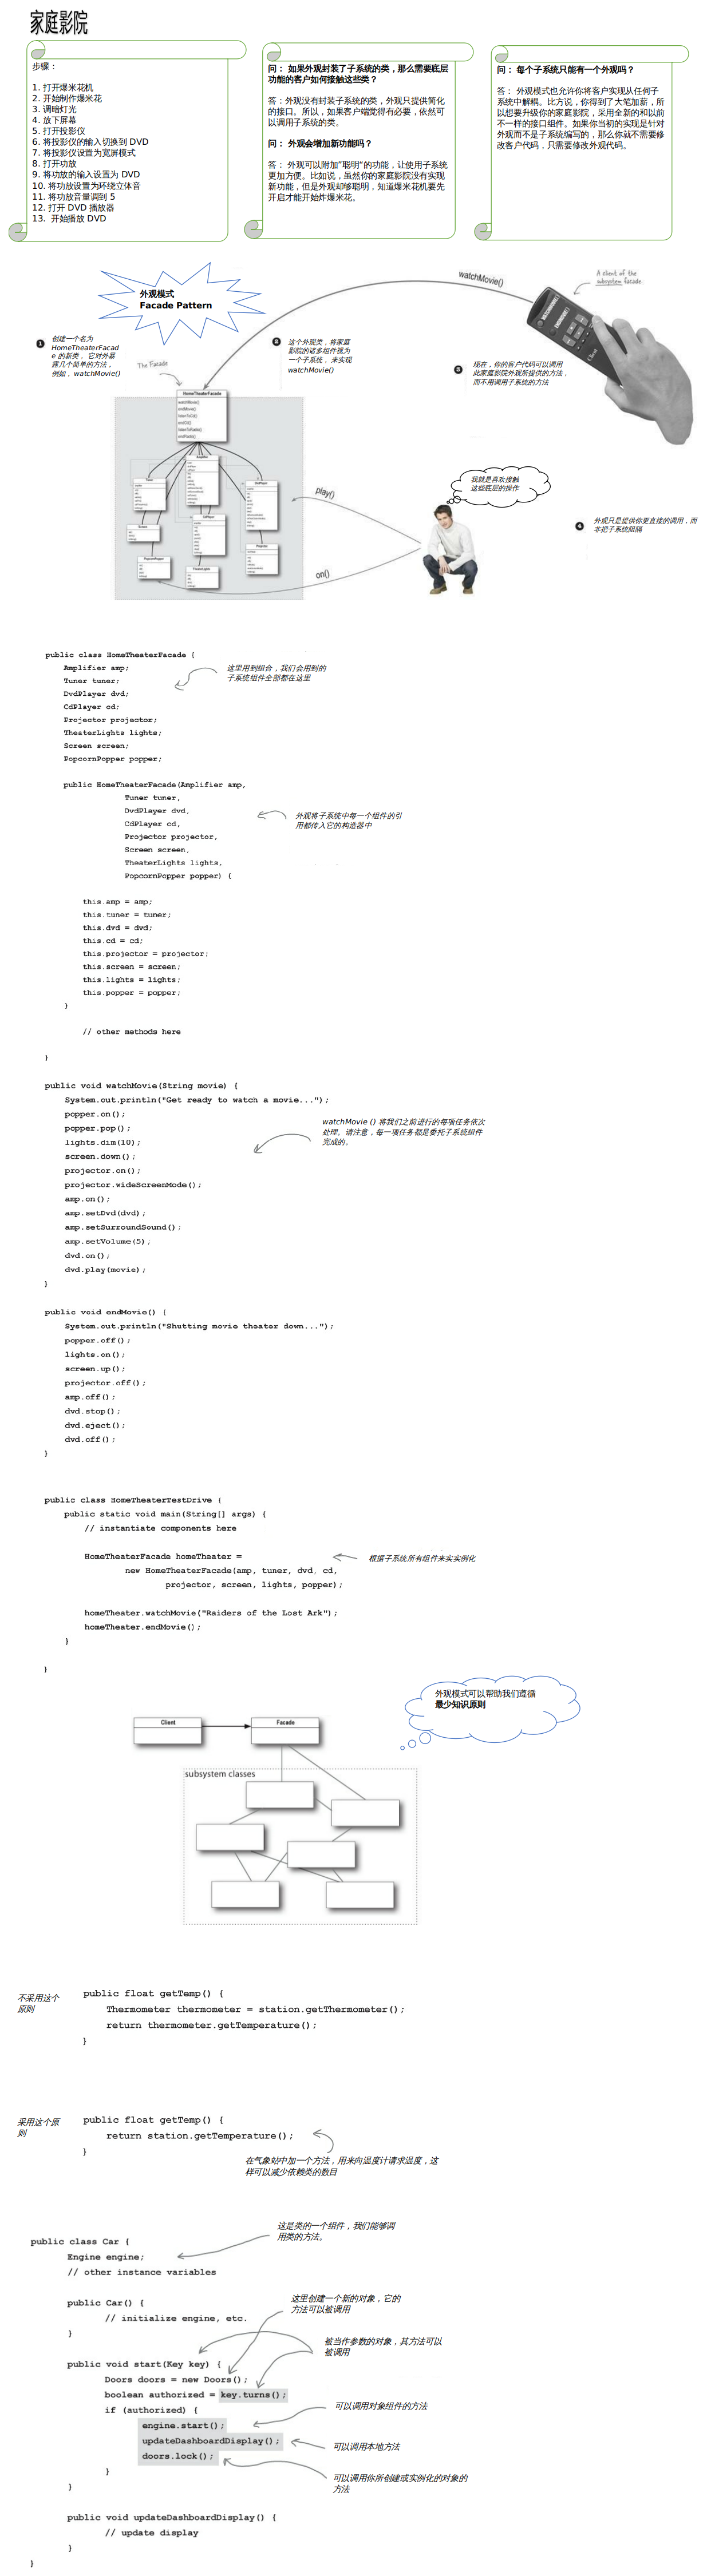 家庭影院
步骤：
1. 打开爆米花机
2. 开始制作爆米花
3. 调暗灯光
4. 放下屏幕
5. 打开投影仪
6. 将投影仪的输入切换到 DVD
7. 将投影仪设置为宽屏模式
8. 打开功放
9. 将功放的输入设置为 DVD
10. 将功放设置为环绕立体音
11. 将功放音量调到 5
12. 打开 DVD 播放器
13. 开始播放 DVD
问： 如果外观封装了子系统的类，那么需要底层
功能的客户如何接触这些类？
答：外观没有封装子系统的类，外观只提供简化
的接口。所以，如果客户端觉得有必要，依然可
以调用子系统的类。
问： 外观会增加新功能吗？
答： 外观可以附加”聪明“的功能，让使用子系统
更加方便。比如说，虽然你的家庭影院没有实现
新功能，但是外观却够聪明，知道爆米花机要先
开启才能开始炸爆米花。
问： 每个子系统只能有一个外观吗？
答： 外观模式也允许你将客户实现从任何子
系统中解耦。比方说，你得到了大笔加薪，所
以想要升级你的家庭影院，采用全新的和以前
不一样的接口组件。如果你当初的实现是针对
外观而不是子系统编写的，那么你就不需要修
改客户代码，只需要修改外观代码。
外观模式
Facade Pattern
watchMovie()
A client of the
subsystem facade
1
创建一个名为
HomeTheaterFacad
e 的新类， 它对外暴
露几个简单的方法，
例如， watchMovie()
The Facade
2
这个外观类，将家庭
影院的诸多组件视为
一个子系统， 来实现
watchMovie()
3
现在，你的客户代码可以调用
此家庭影院外观所提供的方法，
而不用调用子系统的方法
HomeTheaterFacade
watchMovie()
endMovie()
listenToCd()
endCd()
listenToRadio()
endRadio()
play()
on()
我就是喜欢接触
这些底层的操作
4
外观只是提供你更直接的调用，而
非把子系统阻隔
public class HomeTheaterFacade {
Amplifier amp;
Tuner tuner;
DvdPlayer dvd;
CdPlayer cd;
Projector projector;
TheaterLights lights;
Screen screen;
PopcornPopper popper;
这里用到组合，我们会用到的
子系统组件全部都在这里
public HomeTheaterFacade(Amplifier amp,
Tuner tuner,
DvdPlayer dvd,
CdPlayer cd,
Projector projector,
Screen screen,
TheaterLights lights,
PopcornPopper popper) {
外观将子系统中每一个组件的引
用都传入它的构造器中
this.amp = amp;
this.tuner = tuner;
this.dvd = dvd;
this.cd = cd;
this.projector = projector;
this.screen = screen;
this.lights = lights;
this.popper = popper;
}
// other methods here
}
public void watchMovie(String movie) {
System.out.println("Get ready to watch a movie...");
popper.on();
popper.pop();
lights.dim(10);
screen.down();
projector.on();
projector.wideScreenMode();
amp.on();
amp.setDvd(dvd);
amp.setSurroundSound();
amp.setVolume(5);
dvd.on();
dvd.play(movie);
}
watchMovie () 将我们之前进行的每项任务依次
处理。请注意，每一项任务都是委托子系统组件
完成的。
public void endMovie() {
System.out.println("Shutting movie theater down...");
popper.off();
lights.on();
screen.up();
projector.off();
amp.off();
dvd.stop();
dvd.eject();
dvd.off();
}
public class HomeTheaterTestDrive {
public static void main(String[] args) {
// instantiate components here
HomeTheaterFacade homeTheater =
new HomeTheaterFacade(amp, tuner, dvd, cd,
projector, screen, lights, popper);
根据子系统所有组件来实实例化
homeTheater.watchMovie("Raiders of the Lost Ark");
homeTheater.endMovie();
}
}
外观模式可以帮助我们遵循
最少知识原则
Client
Facade
subsystem classes
不采用这个
原则
public float getTemp() {
Thermometer thermometer = station.getThermometer();
return thermometer.getTemperature();
}
采用这个原
则
public float getTemp() {
return station.getTemperature();
}
在气象站中加一个方法，用来向温度计请求温度，这
样可以减少依赖类的数目
public class Car {
Engine engine;
// other instance variables
这是类的一个组件，我们能够调
用类的方法。
public Car() {
// initialize engine, etc.
}
这里创建一个新的对象，它的
方法可以被调用
被当作参数的对象，其方法可以
被调用
public void start(Key key) {
Doors doors = new Doors();
boolean authorized = key.turns();
if (authorized) {
engine.start();
updateDashboardDisplay();
doors.lock();
}
}
可以调用对象组件的方法
可以调用本地方法
可以调用你所创建或实例化的对象的
方法
public void updateDashboardDisplay() {
// update display
}
}